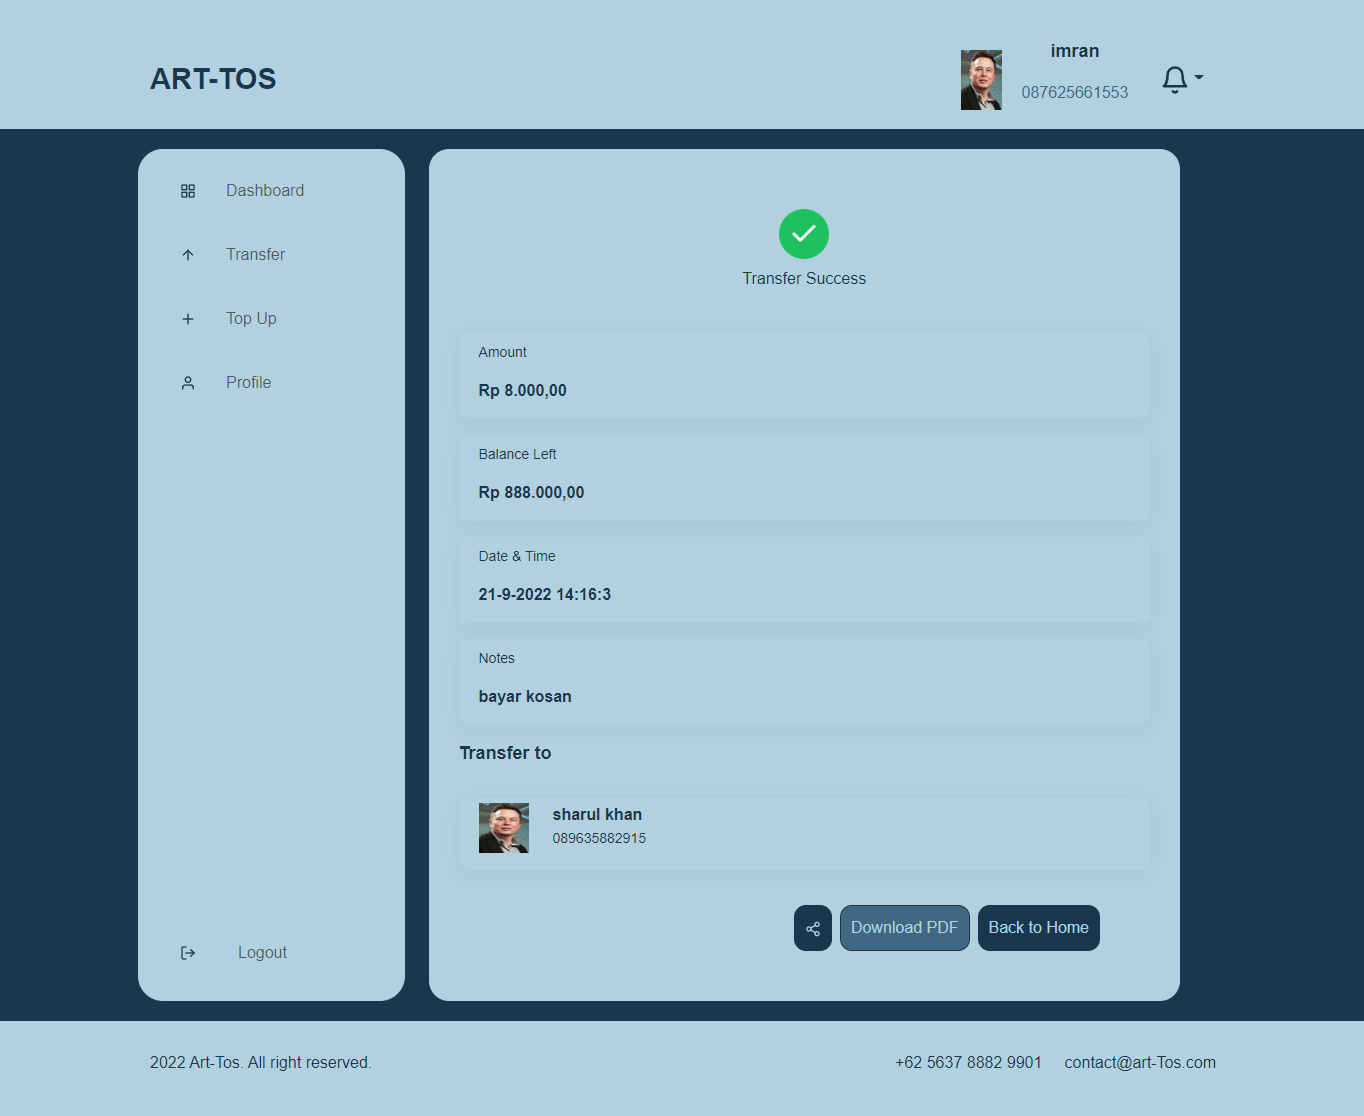 ART-TOS
imran
087625661553
Dashboard
Transfer
Top Up
Profile
Logout
Transfer Success
Amount
Rp 8.000,00
Balance Left
Rp 888.000,00
Date & Time
21-9-2022 14:16:3
Notes
bayar kosan
Transfer to
sharul khan
089635882915
Download PDF
Back to Home
2022 Art-Tos. All right reserved.
+62 5637 8882 9901
contact@art-Tos.com